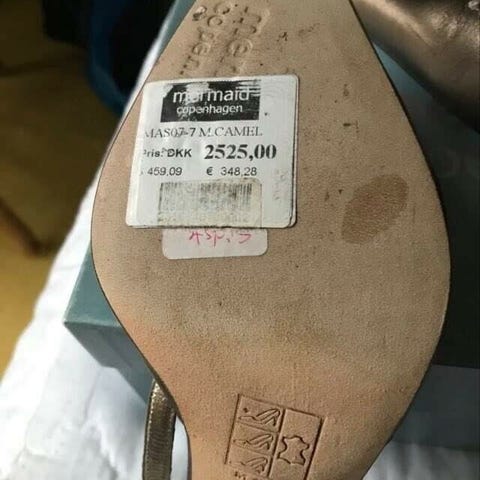 mermaid
copenhagen
MAS07-7 M.CAMEL
Pris: DKK 2525,00
459,09 € 348,28